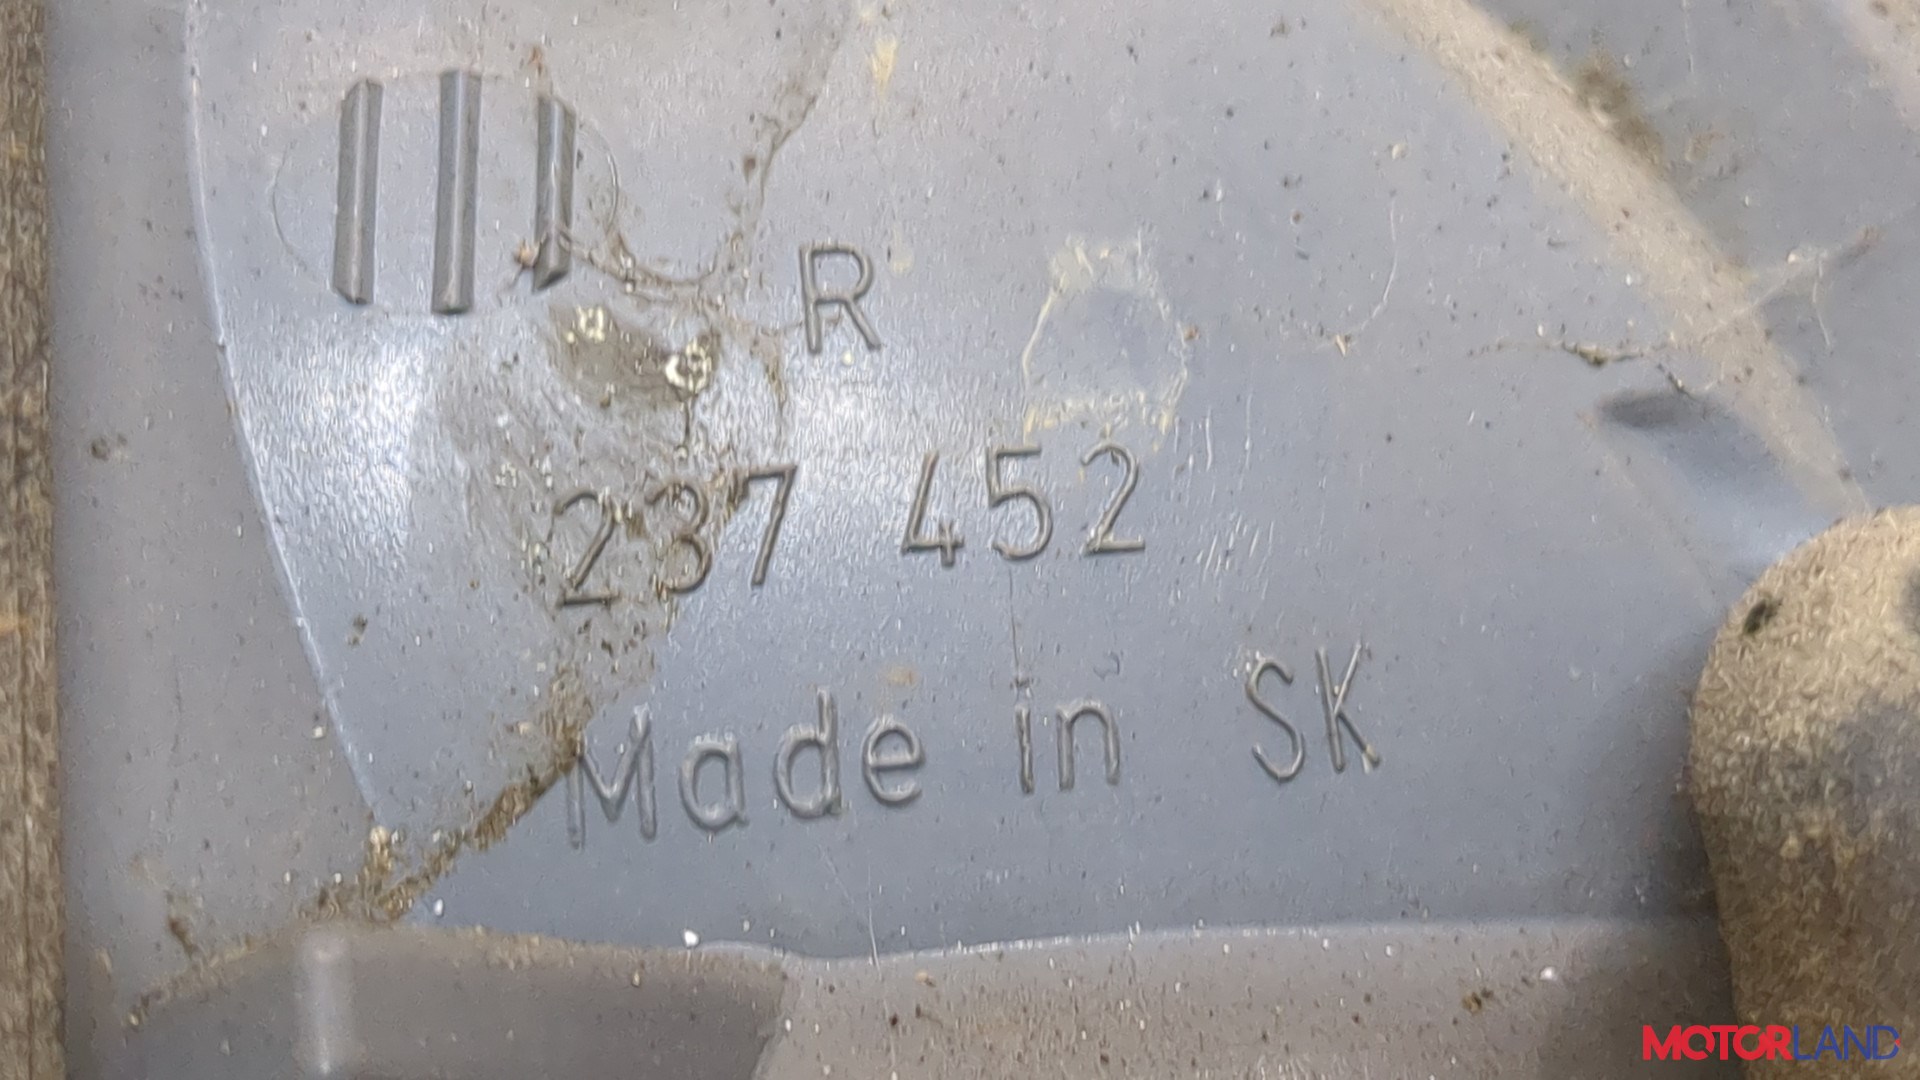 R
237 452
Made in SK
MOTORLAND